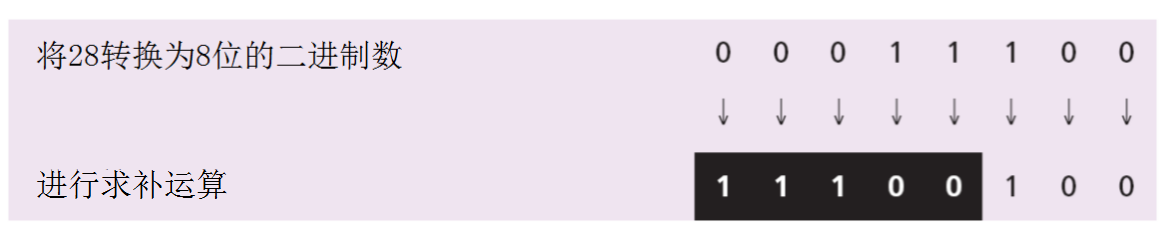 将28转换为8位的二进制数 0 0 0 1 1 1 0 0
↓ ↓ ↓ ↓ ↓ ↓ ↓ ↓
进行求补运算 1 1 1 0 0 1 0 0